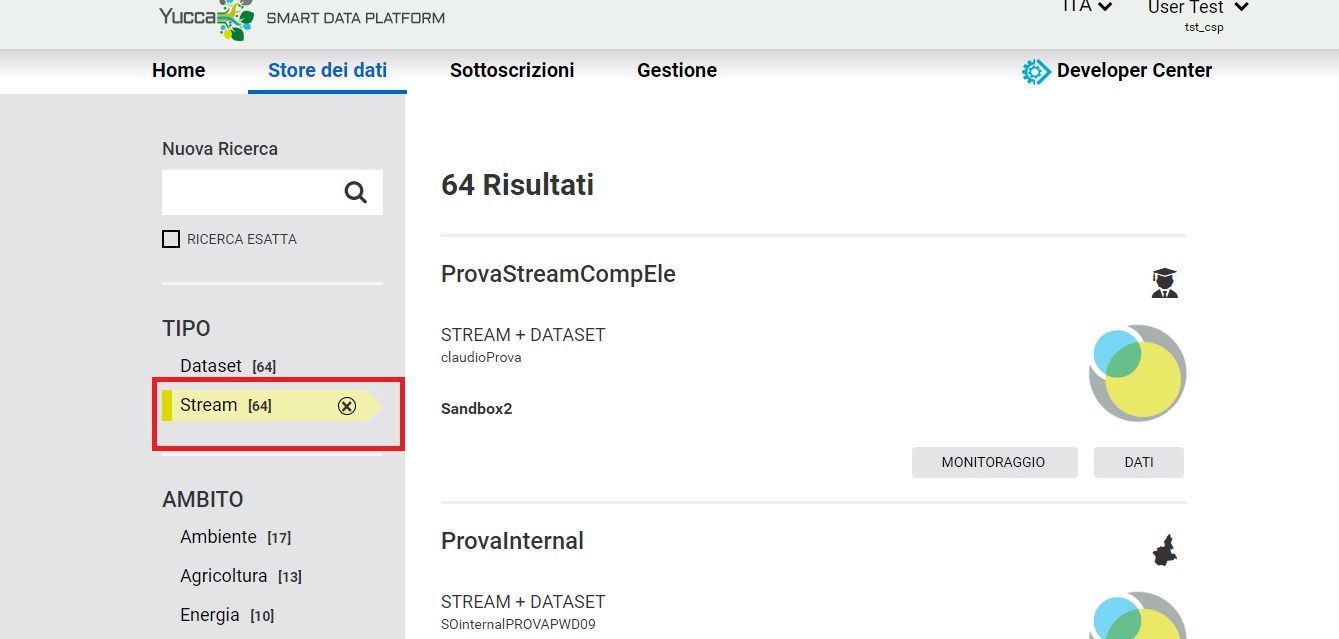 Yucca SMART DATA PLATFORM
ITA
User Test
tst_csp
Home
Store dei dati
Sottoscrizioni
Gestione
Developer Center
Nuova Ricerca
RICERCA ESATTA
TIPO
Dataset [64]
Stream [64]
AMBITO
Ambiente [17]
Agricoltura [13]
Energia [10]
64 Risultati
ProvaStreamCompEle
STREAM + DATASET
claudioProva
Sandbox2
MONITORAGGIO
DATI
ProvaInternal
STREAM + DATASET
SOinternalPROVAPWD09